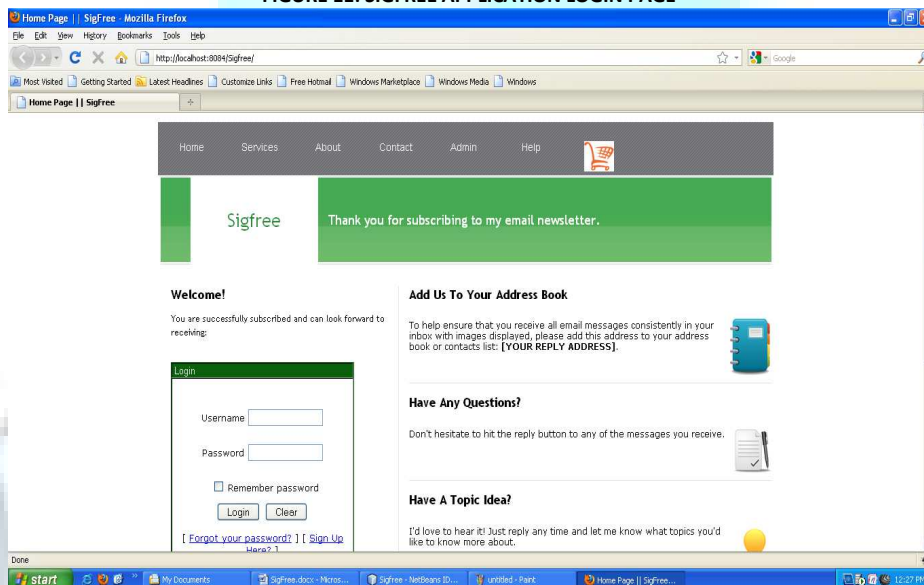 FIGURE 11: SIGFREE APPLICATION LOGIN PAGE
Home Page || SigFree - Mozilla Firefox
File Edit View History Bookmarks Tools Help
http://localhost:8084/Sigfree/
Google
Most Visited Getting Started Latest Headlines Customize Links Free Hotmail Windows Marketplace Windows Media Windows
Home Page || SigFree
Home Services About Contact Admin Help
Sigfree
Thank you for subscribing to my email newsletter.
Welcome!
You are successfully subscribed and can look forward to
receiving:
Login
Username
Password
Remember password
Login Clear
[ Forgot your password? ] [ Sign Up
Here? ]
Add Us To Your Address Book
To help ensure that you receive all email messages consistently in your
inbox with images displayed, please add this address to your address
book or contacts list: [YOUR REPLY ADDRESS].
Have Any Questions?
Don't hesitate to hit the reply button to any of the messages you receive.
Have A Topic Idea?
I'd love to hear it! Just reply any time and let me know what topics you'd
like to know more about.
Done
start My Documents SigFree.docx - Micros... Sigfree - NetBeans ID... untitled - Paint Home Page || SigFree... 12:27 PM